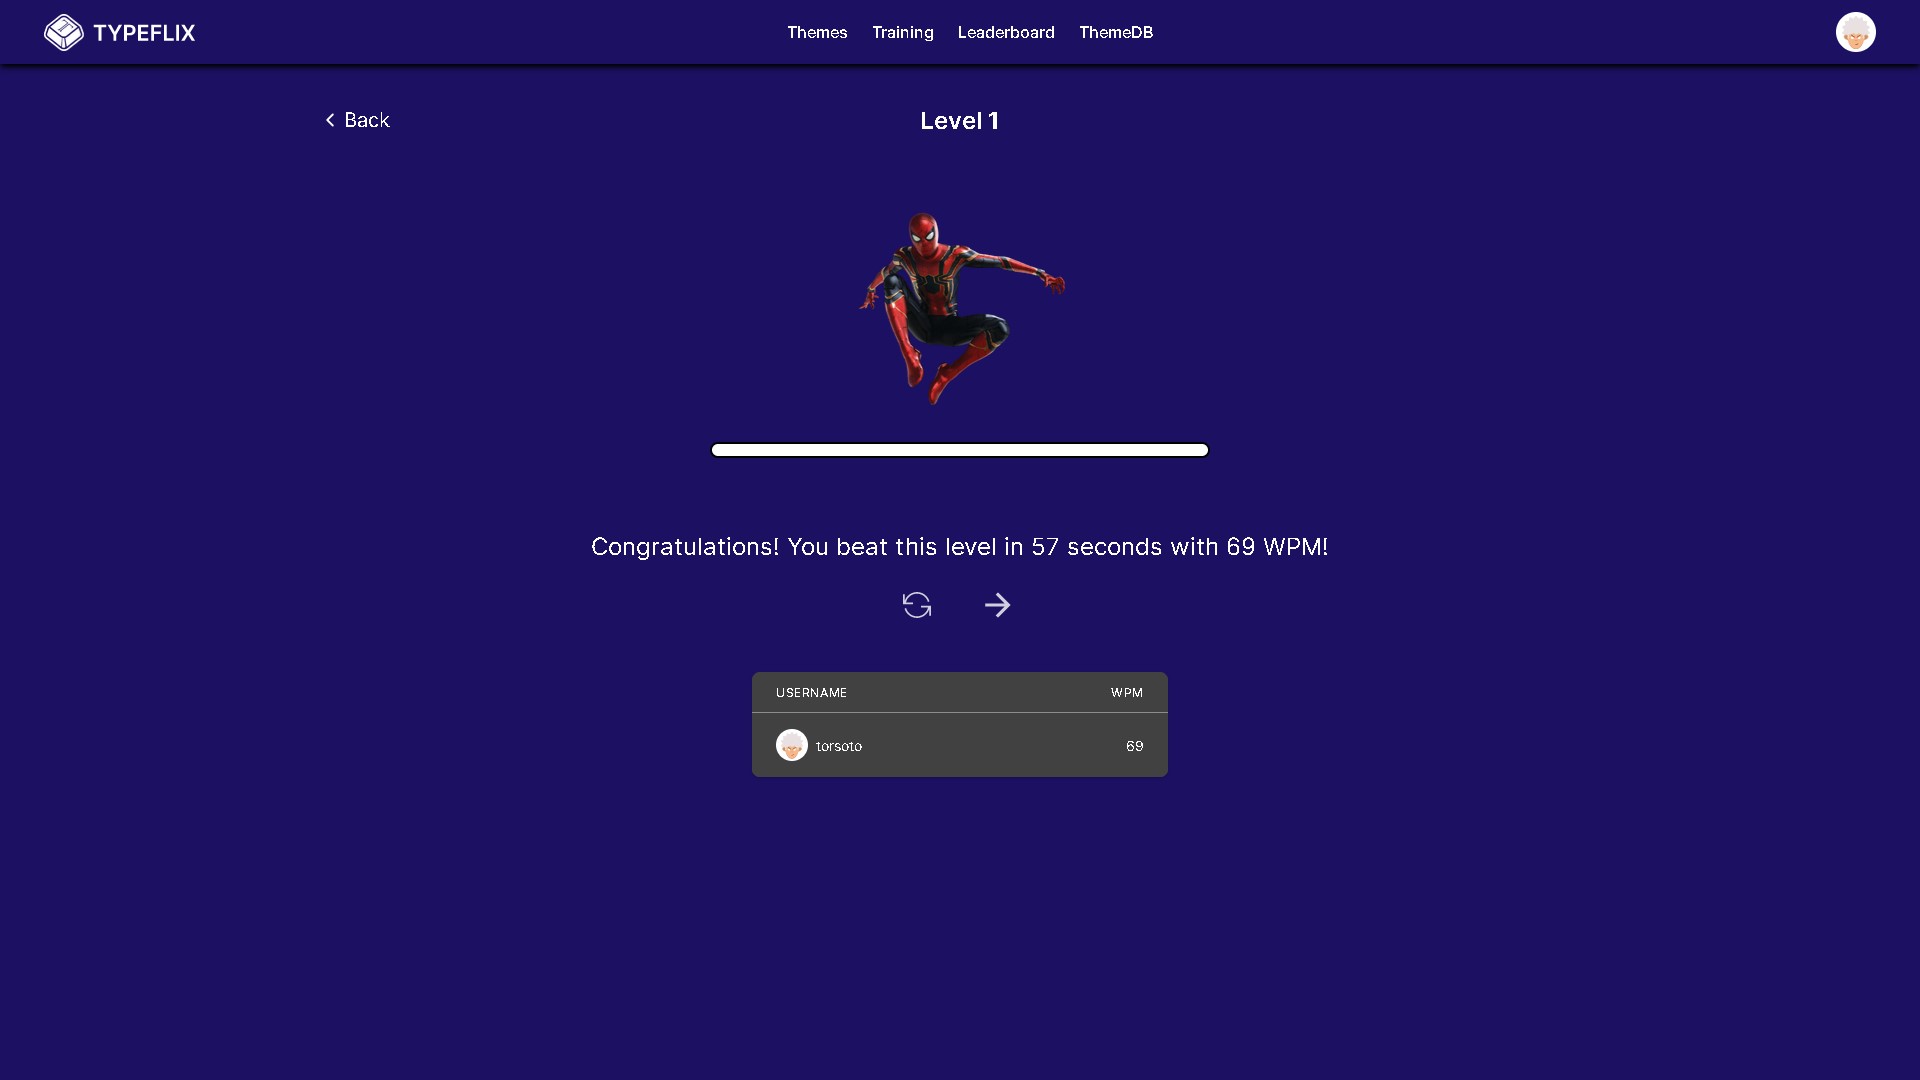 TYPEFLIX
Themes Training Leaderboard ThemeDB
Back
Level 1
Congratulations! You beat this level in 57 seconds with 69 WPM!
USERNAME WPM
torsoto 69